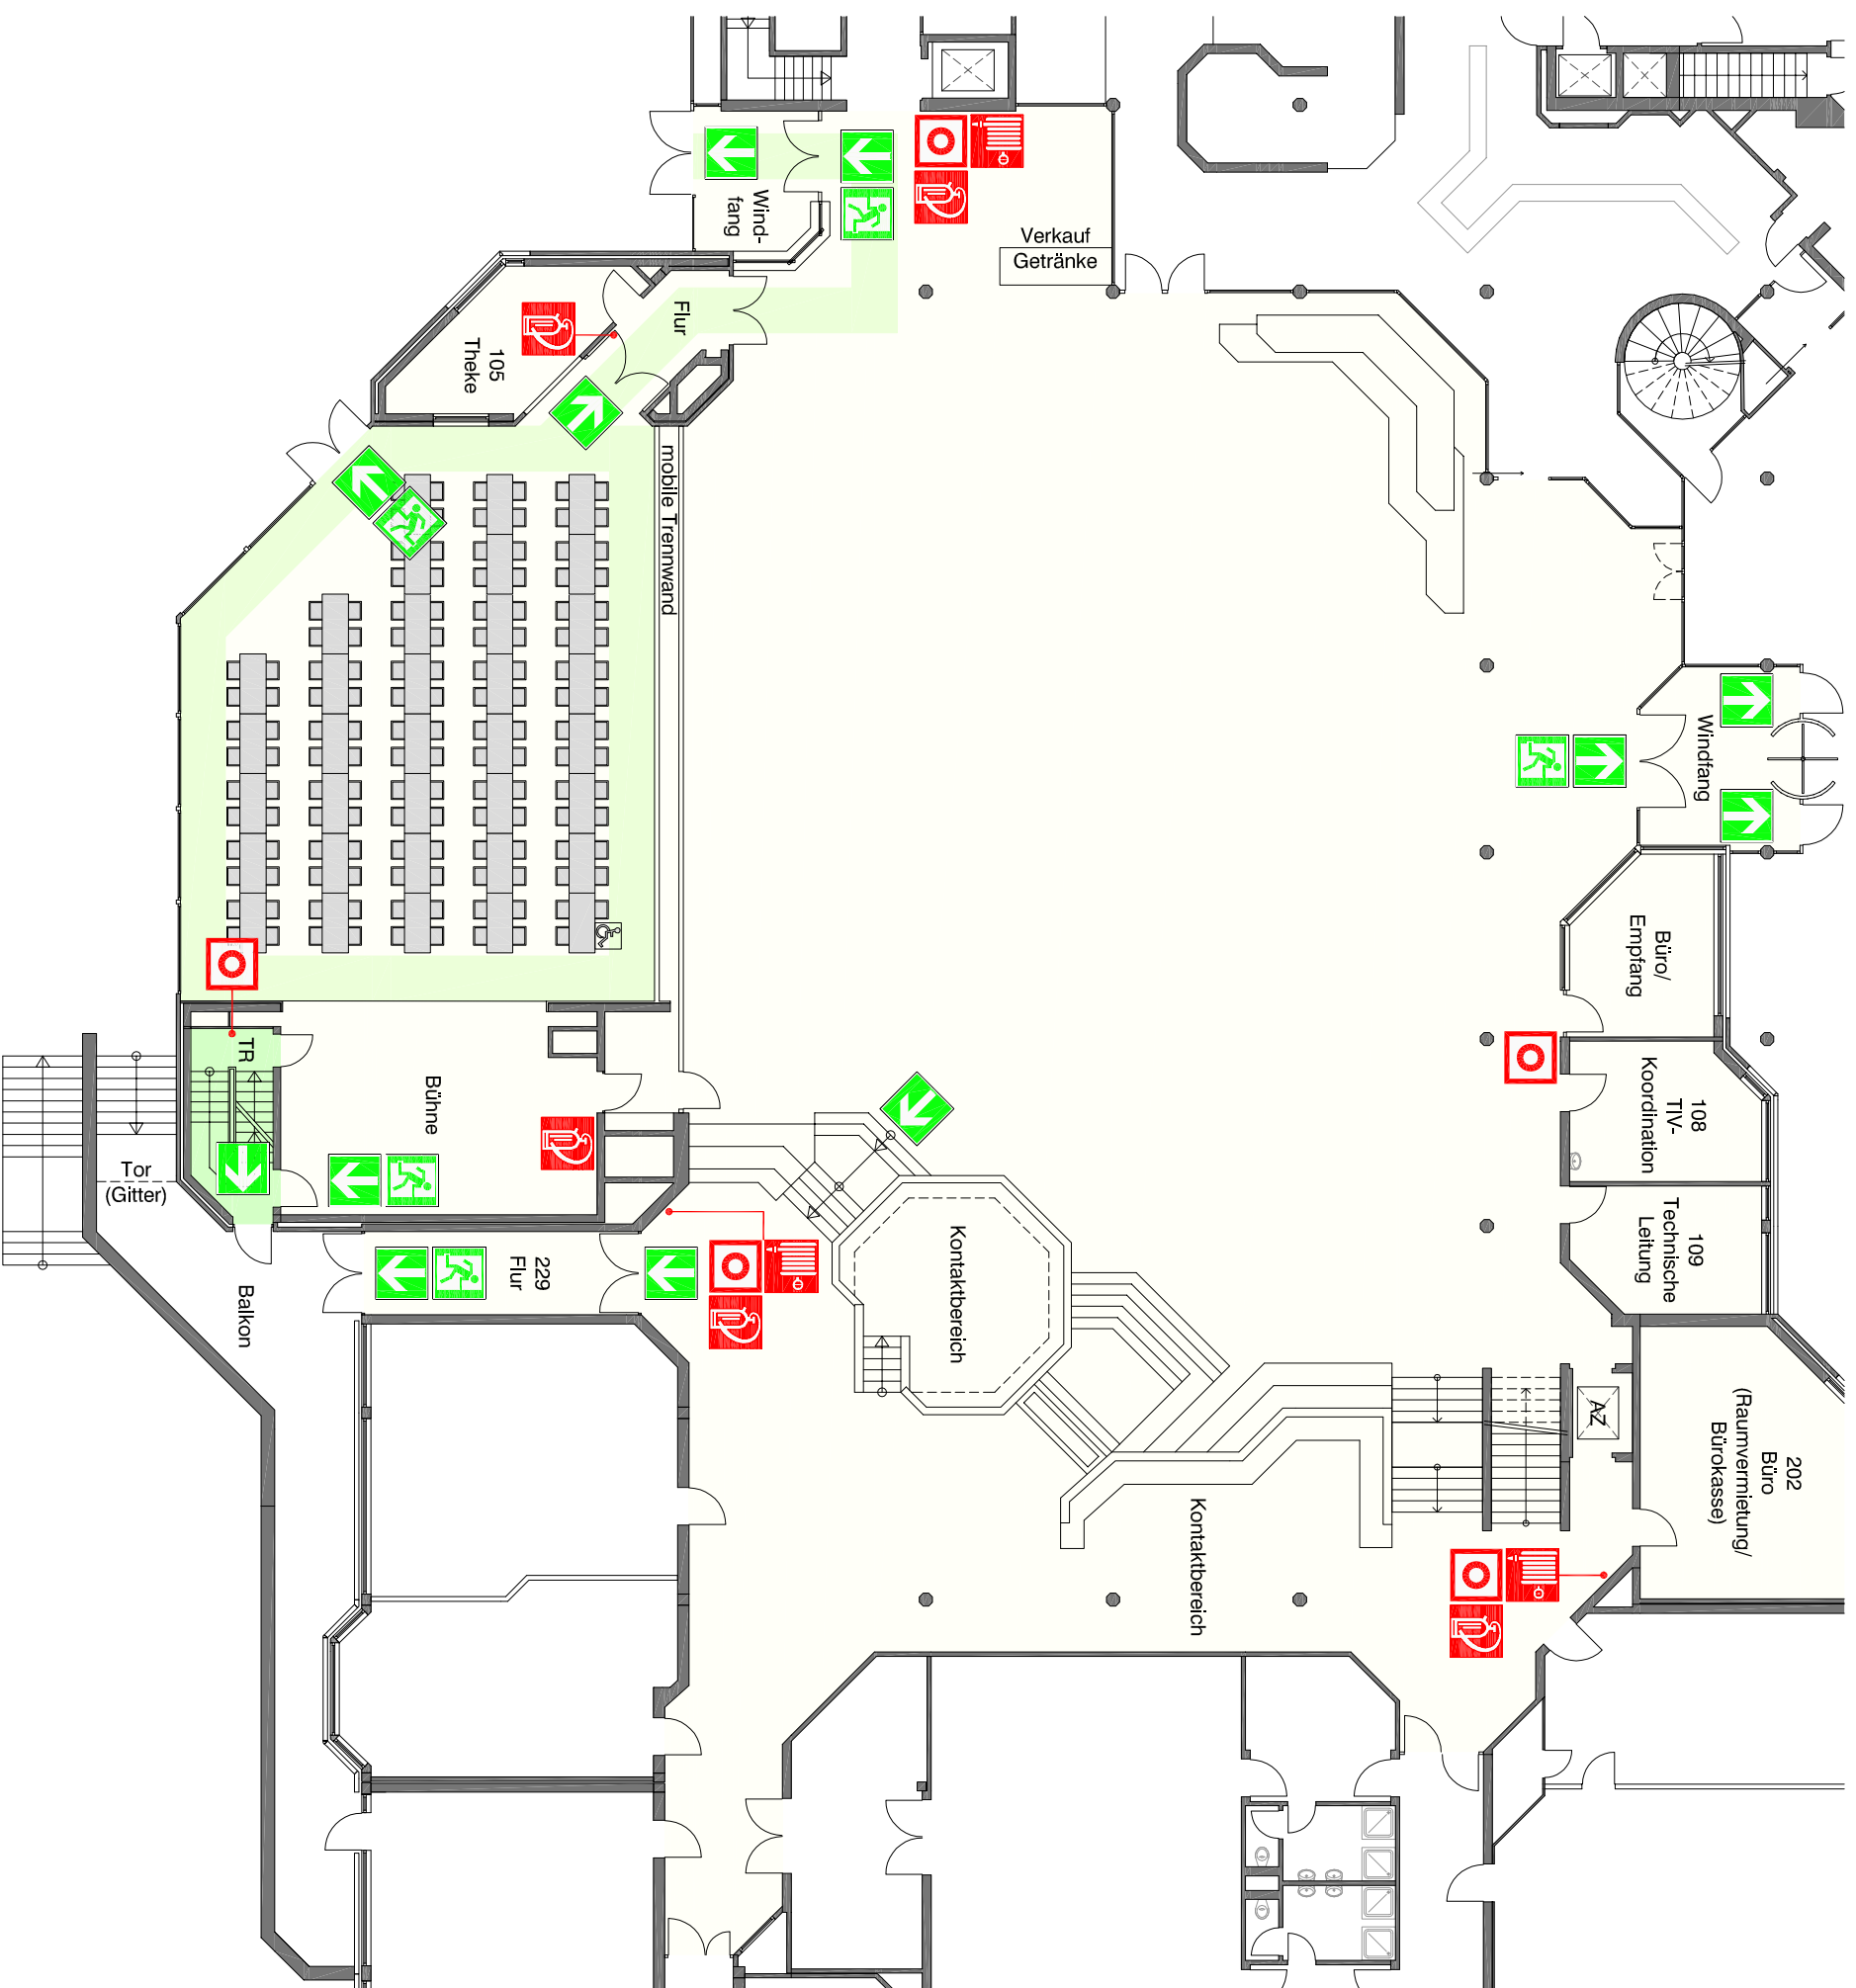 Wind-
fang
Verkauf
Getränke
Flur
105
Theke
mobile Trennwand
Windfang
Büro/
Empfang
108
TIV-
Koordination
109
Technische
Leitung
TR
Bühne
Tor
(Gitter)
229
Flur
Balkon
Kontaktbereich
AZ
202
Büro
(Raumvermietung/
Bürokasse)
Kontaktbereich